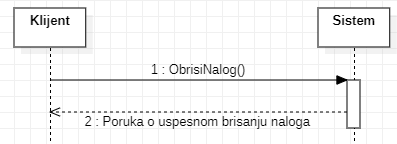 Klijent
Sistem
1 : ObrisiNalog()
2 : Poruka o uspesnom brisanju naloga